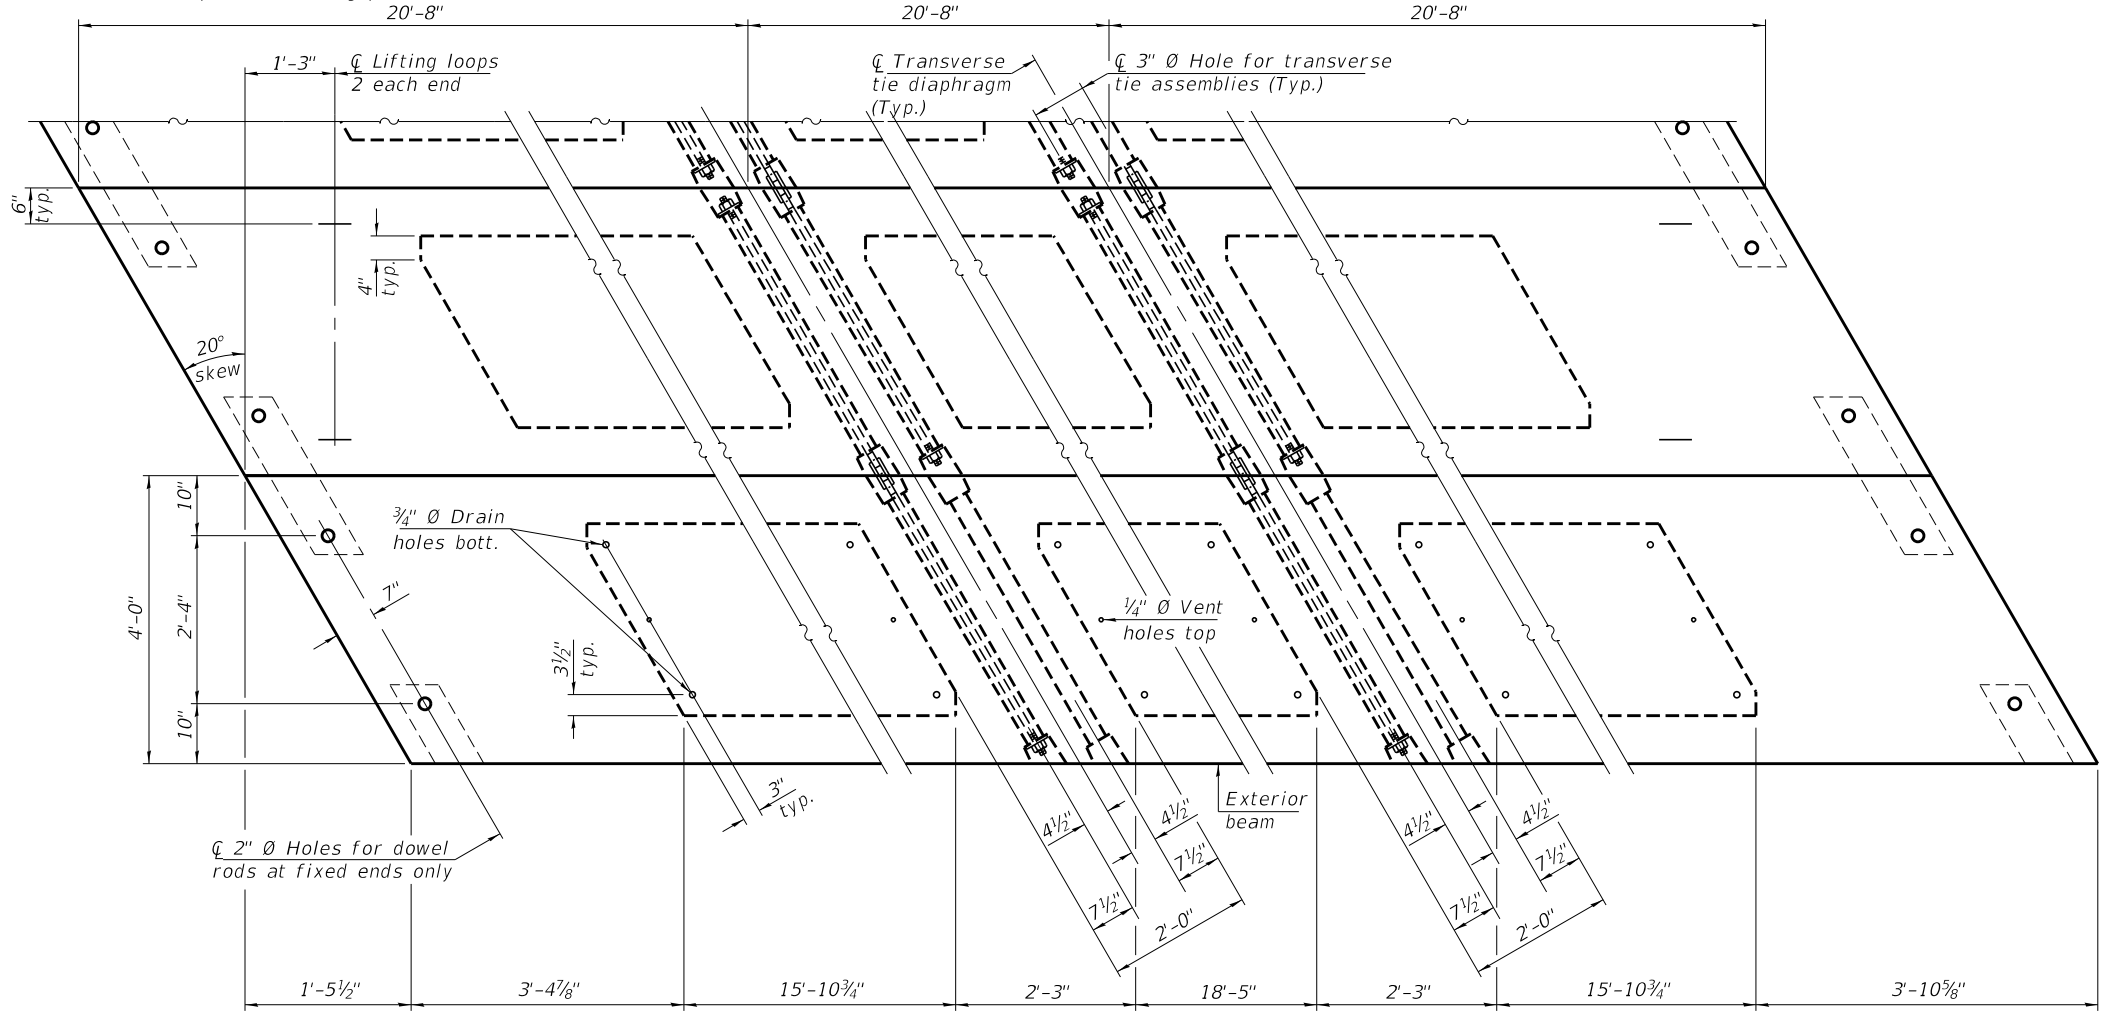 20'-8"
20'-8"
20'-8"
1'-3"
℄ Lifting loops
2 each end
℄ Transverse
tie diaphragm
(Typ.)
℄ 3" Ø Hole for transverse
tie assemblies (Typ.)
6"
typ.
4"
typ.
20°
skew
10"
2'-4"
10"
4'-0"
7"
¾" Ø Drain
holes bott.
3½"
typ.
¼" Ø Vent
holes top
3"
typ.
Exterior
beam
4½"
4½"
7½"
7½"
2'-0"
4½"
4½"
7½"
7½"
2'-0"
℄ 2" Ø Holes for dowel
rods at fixed ends only
1'-5½"
3'-4⅞"
15'-10¾"
2'-3"
18'-5"
2'-3"
15'-10¾"
3'-10⅝"